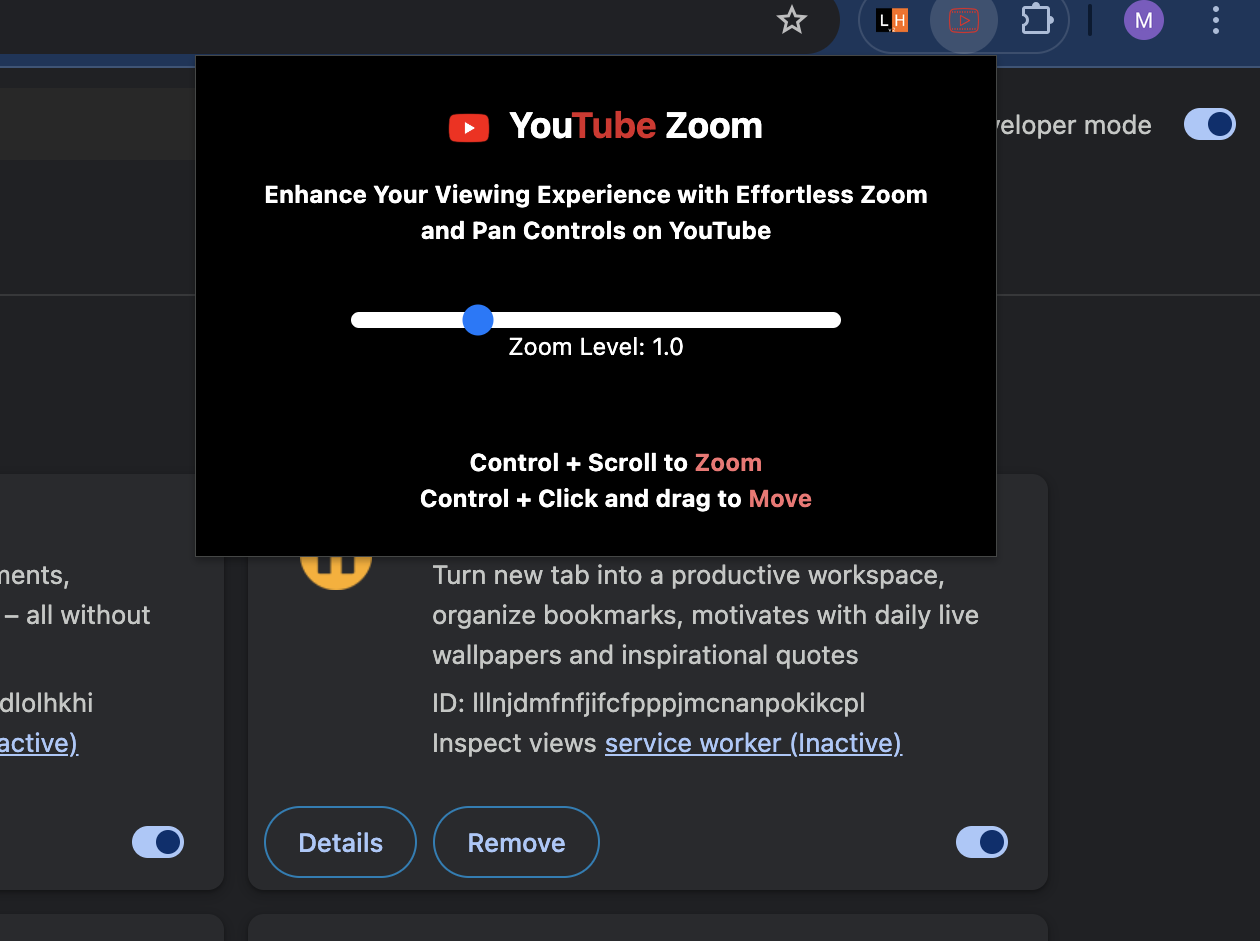 LH
M
veloper mode
YouTube Zoom
Enhance Your Viewing Experience with Effortless Zoom
and Pan Controls on YouTube
Zoom Level: 1.0
Control + Scroll to Zoom
Control + Click and drag to Move
nents,
– all without
dlolhkhi
active)
Turn new tab into a productive workspace,
organize bookmarks, motivates with daily live
wallpapers and inspirational quotes
ID: lllnjdmfnfjifcfpppjmcnanpokikcpl
Inspect views service worker (Inactive)
Details
Remove